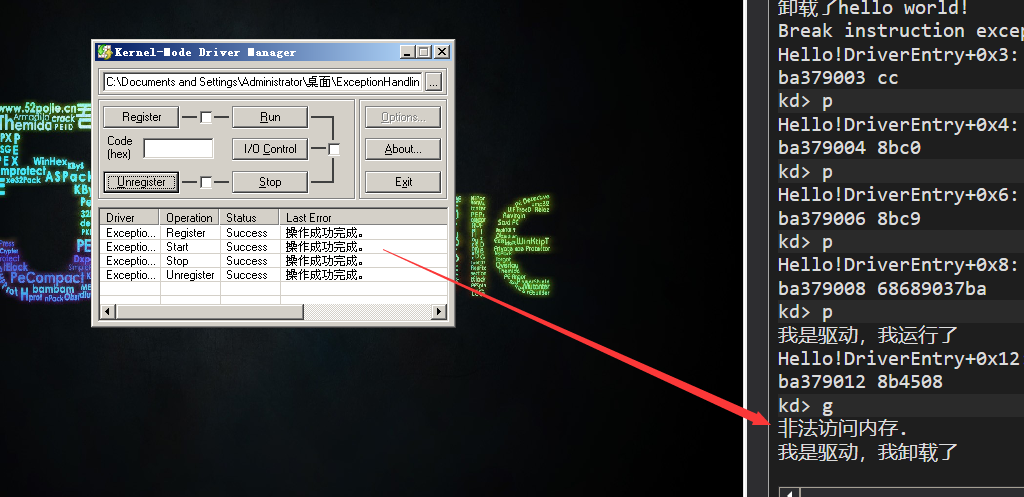 Kernel-Mode Driver Manager
C:\Documents and Settings\Administrator\桌面\ExceptionHandlin
...
Register
Run
Options...
Code
(hex)
I/O Control
About...
Unregister
Stop
Exit
Driver Operation Status Last Error
Exceptio... Register Success 操作成功完成。
Exceptio... Start Success 操作成功完成。
Exceptio... Stop Success 操作成功完成。
Exceptio... Unregister Success 操作成功完成。
www.52pojie.cn
Armadillo crack
Themida PEiD
WinHex
ASPack
exe32Pack
PeCompact
bambam
nPack
WinKript
Themida
卸载了hello world!
Break instruction excep
Hello!DriverEntry+0x3:
ba379003 cc
kd> p
Hello!DriverEntry+0x4:
ba379004 8bc0
kd> p
Hello!DriverEntry+0x6:
ba379006 8bc9
kd> p
Hello!DriverEntry+0x8:
ba379008 68689037ba
kd> p
我是驱动，我运行了
Hello!DriverEntry+0x12
ba379012 8b4508
kd> g
非法访问内存.
我是驱动，我卸载了